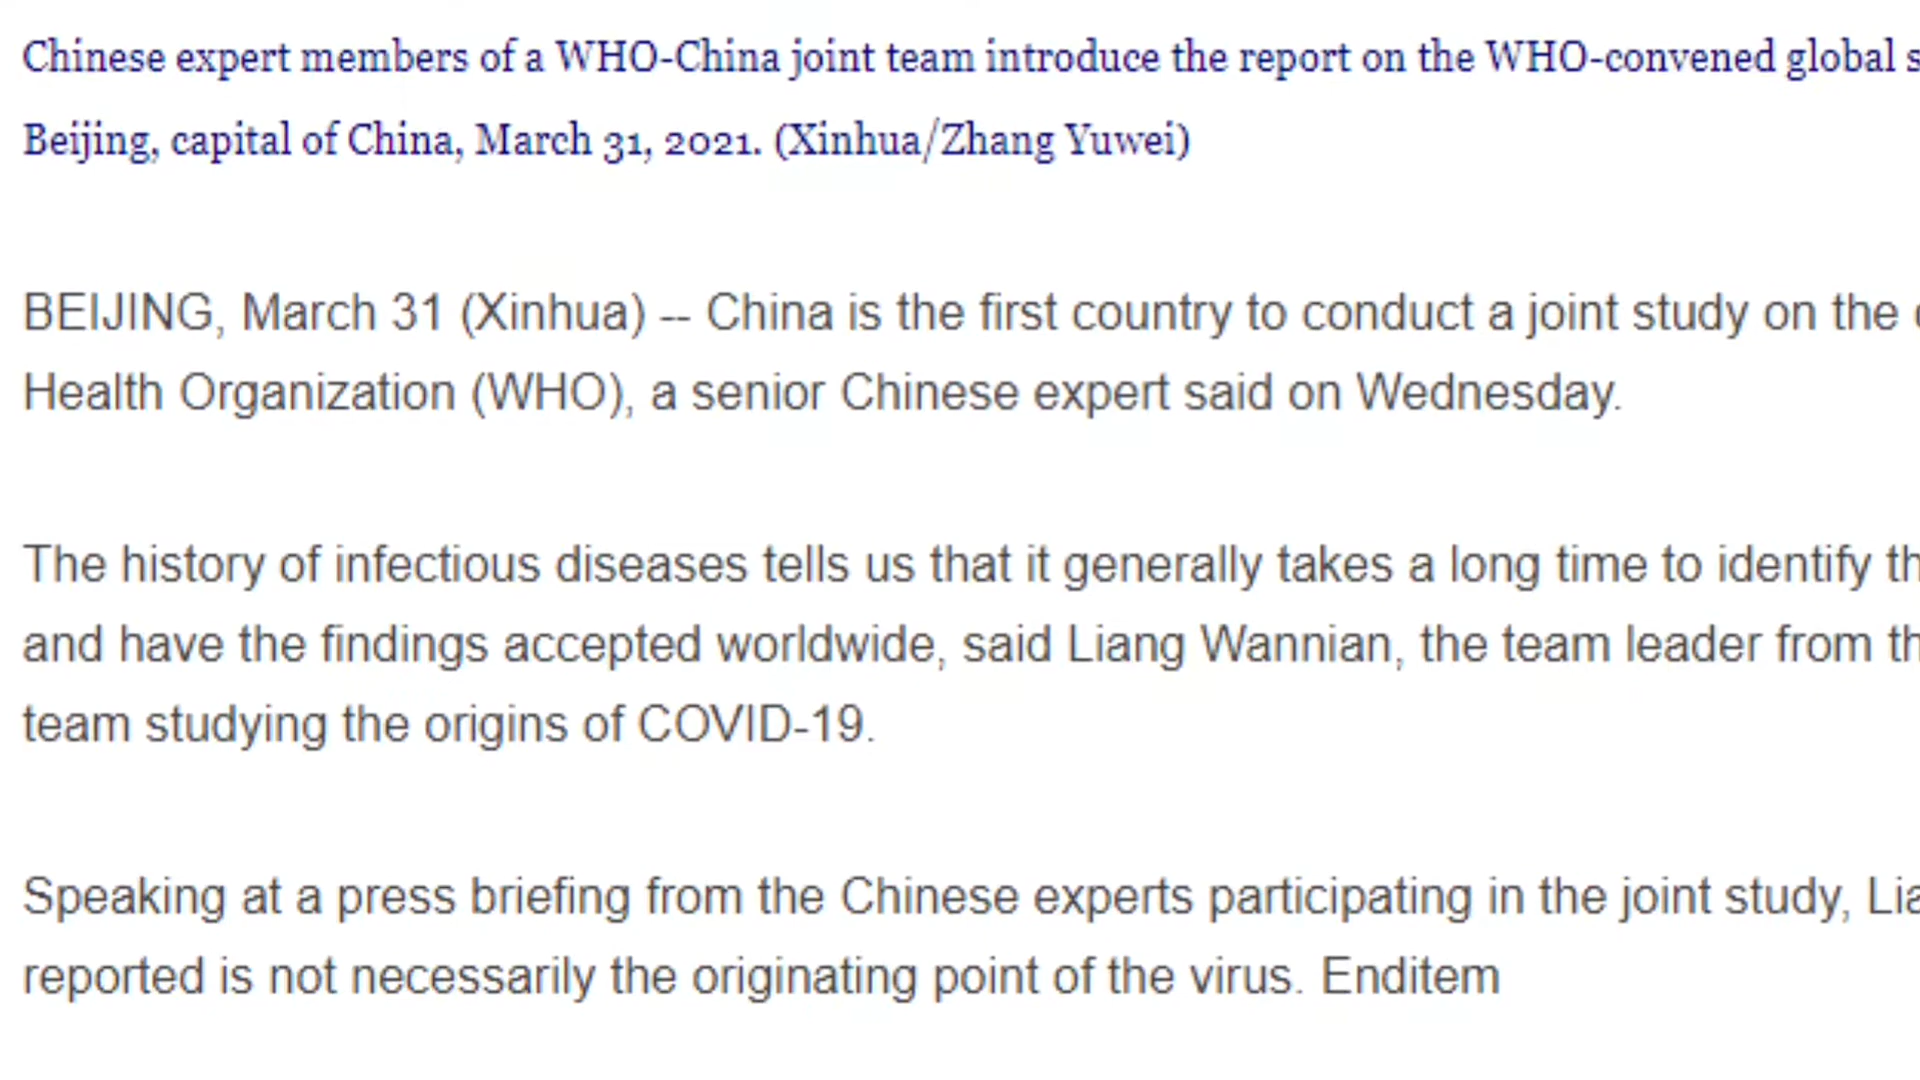 Chinese expert members of a WHO-China joint team introduce the report on the WHO-convened global
Beijing, capital of China, March 31, 2021. (Xinhua/Zhang Yuwei)
BEIJING, March 31 (Xinhua) -- China is the first country to conduct a joint study on the
Health Organization (WHO), a senior Chinese expert said on Wednesday.
The history of infectious diseases tells us that it generally takes a long time to identify
and have the findings accepted worldwide, said Liang Wannian, the team leader from
team studying the origins of COVID-19.
Speaking at a press briefing from the Chinese experts participating in the joint study,
reported is not necessarily the originating point of the virus. Enditem